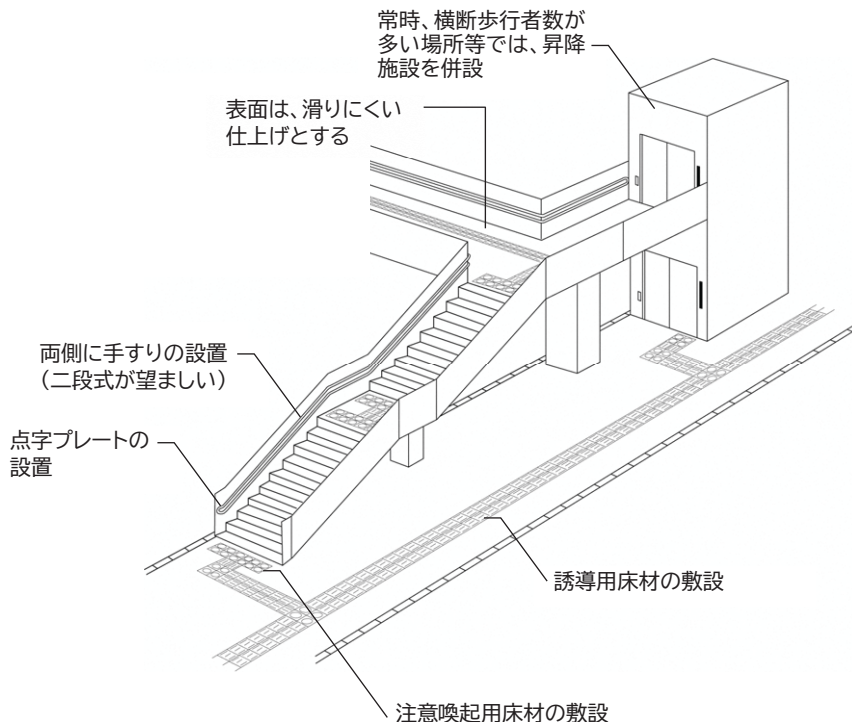 常時、横断歩行者数が
多い場所等では、昇降
施設を併設
表面は、滑りにくい
仕上げとする
両側に手すりの設置
（二段式が望ましい）
点字プレートの
設置
誘導用床材の敷設
注意喚起用床材の敷設